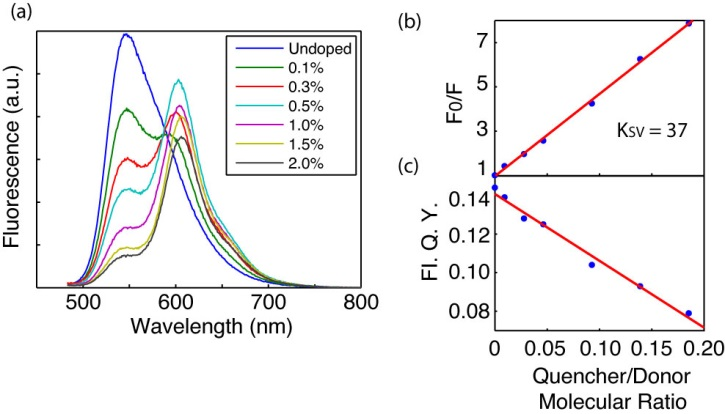 (a)
Fluorescence (a.u.)
Undoped
0.1%
0.3%
0.5%
1.0%
1.5%
2.0%
500 600 700 800
Wavelength (nm)
(b)
F0/F
7
5
3
1
KSV = 37
(c)
Fl. Q. Y.
0.14
0.12
0.10
0.08
0 0.05 0.10 0.15 0.20
Quencher/Donor
Molecular Ratio